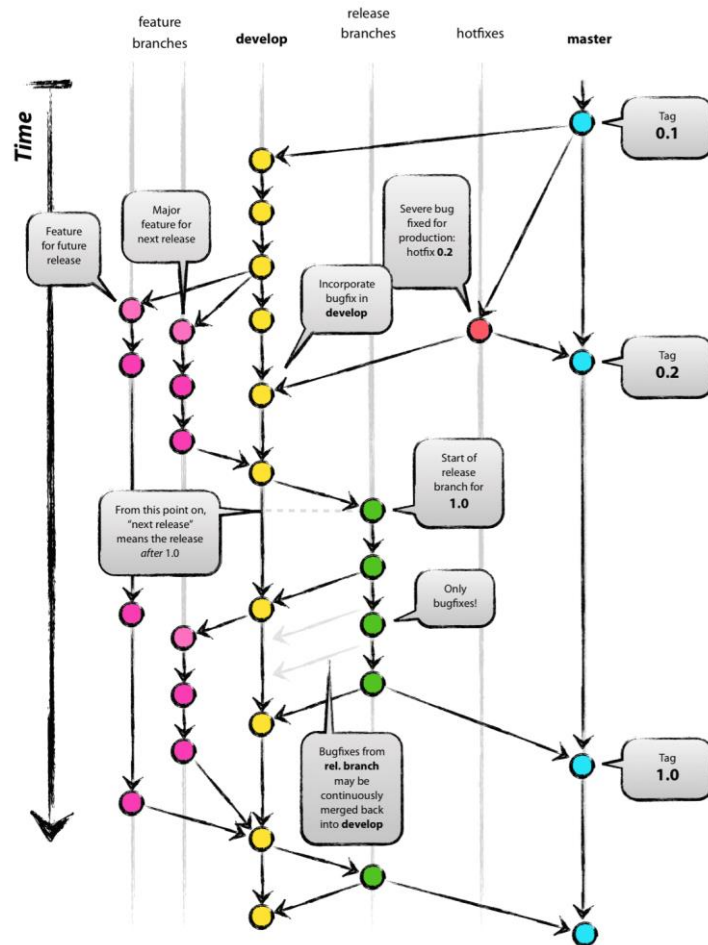 feature
branches
develop
release
branches
hotfixes
master
Time
Tag
0.1
Feature
for future
release
Major
feature for
next release
Severe bug
fixed for
production:
hotfix 0.2
Incorporate
bugfix in
develop
Tag
0.2
Start of
release
branch for
1.0
From this point on,
“next release”
means the release
after 1.0
Only
bugfixes!
Bugfixes from
rel. branch
may be
continuously
merged back
into develop
Tag
1.0